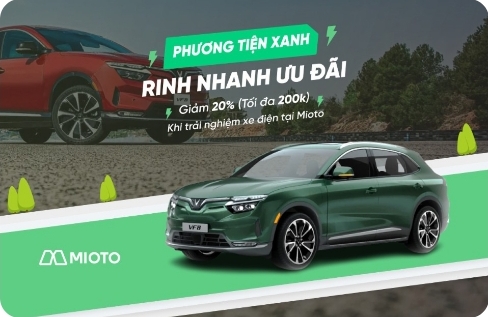 PHƯƠNG TIỆN XANH
RINH NHANH ƯU ĐÃI
Giảm 20% (Tối đa 200k)
Khi trải nghiệm xe điện tại Mioto
VF8
MIOTO